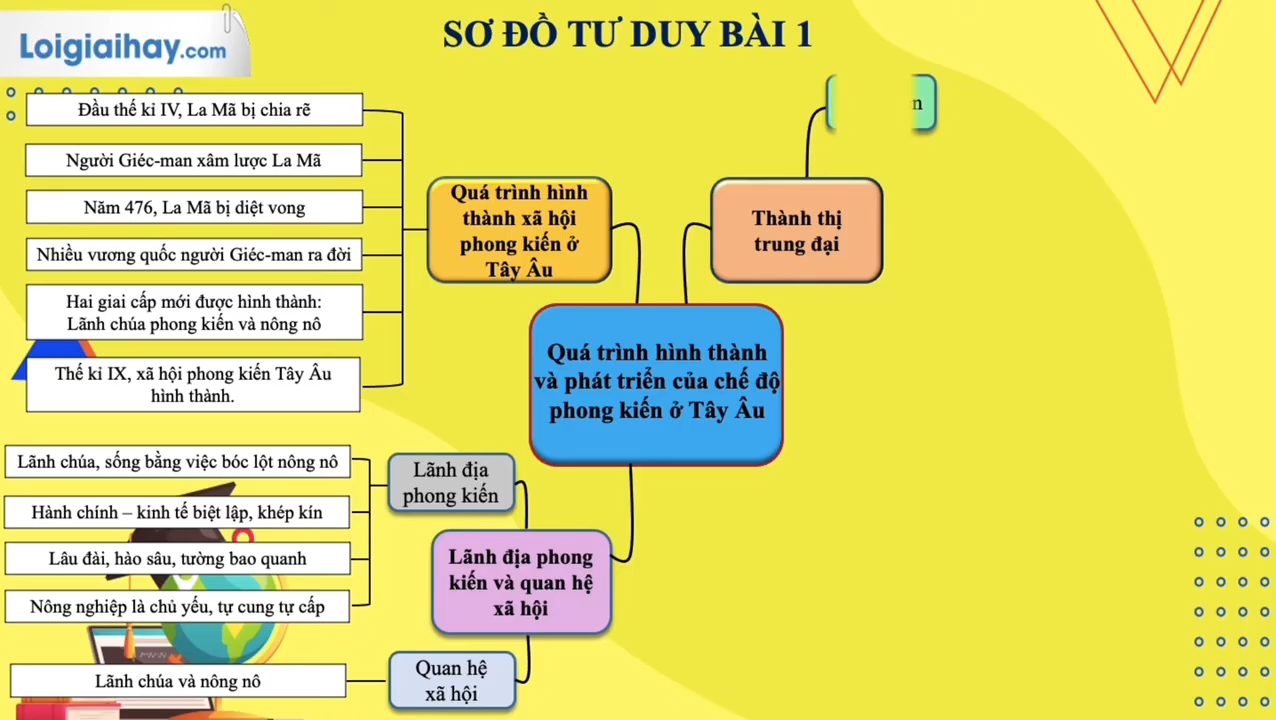 SƠ ĐỒ TƯ DUY BÀI 1
Loigiaihay.com
Đầu thế kỉ IV, La Mã bị chia rẽ
Người Giéc-man xâm lược La Mã
Năm 476, La Mã bị diệt vong
Nhiều vương quốc người Giéc-man ra đời
Hai giai cấp mới được hình thành:
Lãnh chúa phong kiến và nông nô
Thế kỉ IX, xã hội phong kiến Tây Âu
hình thành.
Quá trình hình
thành xã hội
phong kiến ở
Tây Âu
Thành thị
trung đại
Quá trình hình thành
và phát triển của chế độ
phong kiến ở Tây Âu
Lãnh chúa, sống bằng việc bóc lột nông nô
Hành chính – kinh tế biệt lập, khép kín
Lâu đài, hào sâu, tường bao quanh
Nông nghiệp là chủ yếu, tự cung tự cấp
Lãnh địa
phong kiến
Lãnh địa phong
kiến và quan hệ
xã hội
Lãnh chúa và nông nô
Quan hệ
xã hội